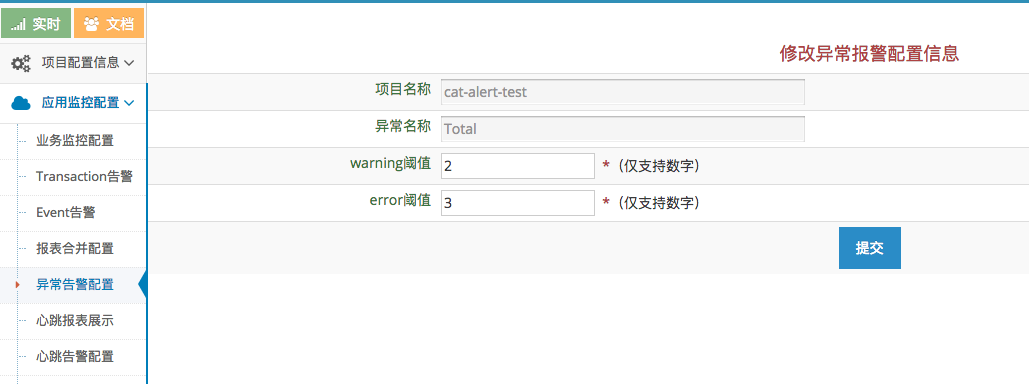 实时 文档
项目配置信息
应用监控配置
业务监控配置
Transaction告警
Event告警
报表合并配置
异常告警配置
心跳报表展示
心跳告警配置
修改异常报警配置信息
项目名称 cat-alert-test
异常名称 Total
warning阈值 2 *（仅支持数字）
error阈值 3 *（仅支持数字）
提交